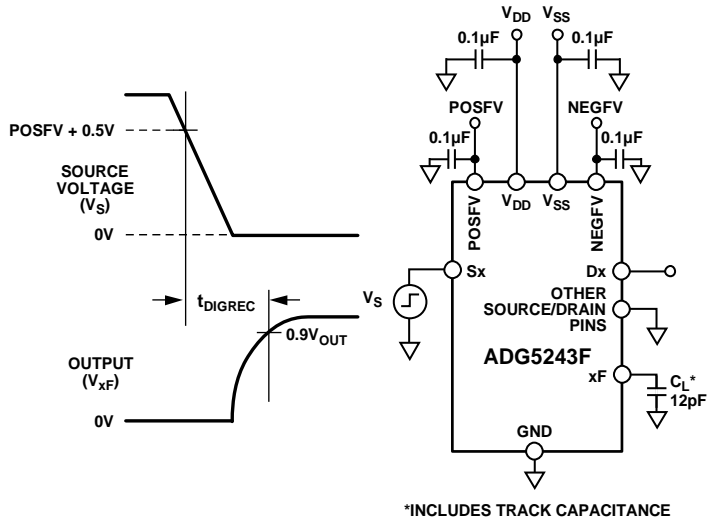 POSFV + 0.5V
SOURCE
VOLTAGE
(VS)
0V
tDIGREC
0.9VOUT
OUTPUT
(VxF)
0V
VDD
VSS
0.1µF
0.1µF
POSFV
NEGFV
0.1µF
0.1µF
POSFV
VDD
VSS
NEGFV
VS
Sx
Dx
OTHER
SOURCE/DRAIN
PINS
ADG5243F
xF
CL*
12pF
GND
*INCLUDES TRACK CAPACITANCE